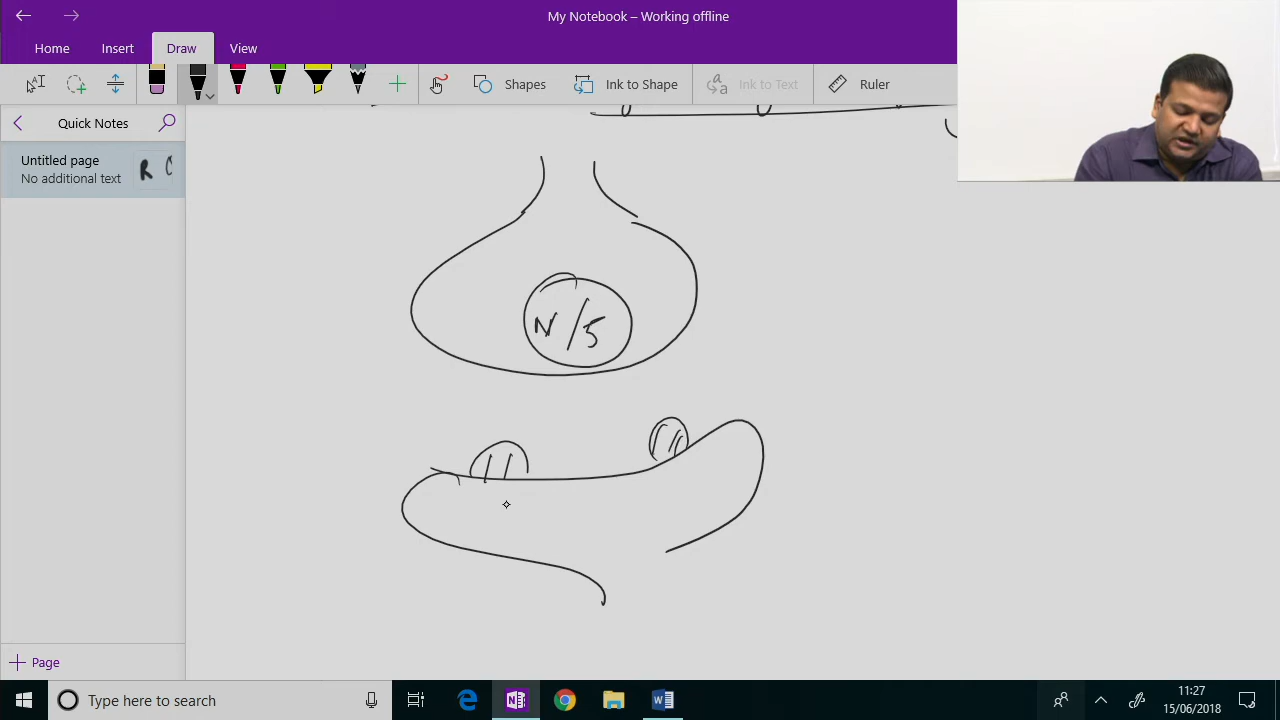 My Notebook – Working offline
Home Insert Draw View
Shapes Ink to Shape Ink to Text Ruler
Quick Notes
Untitled page
No additional text
N/5
Page
Type here to search
11:27
15/06/2018